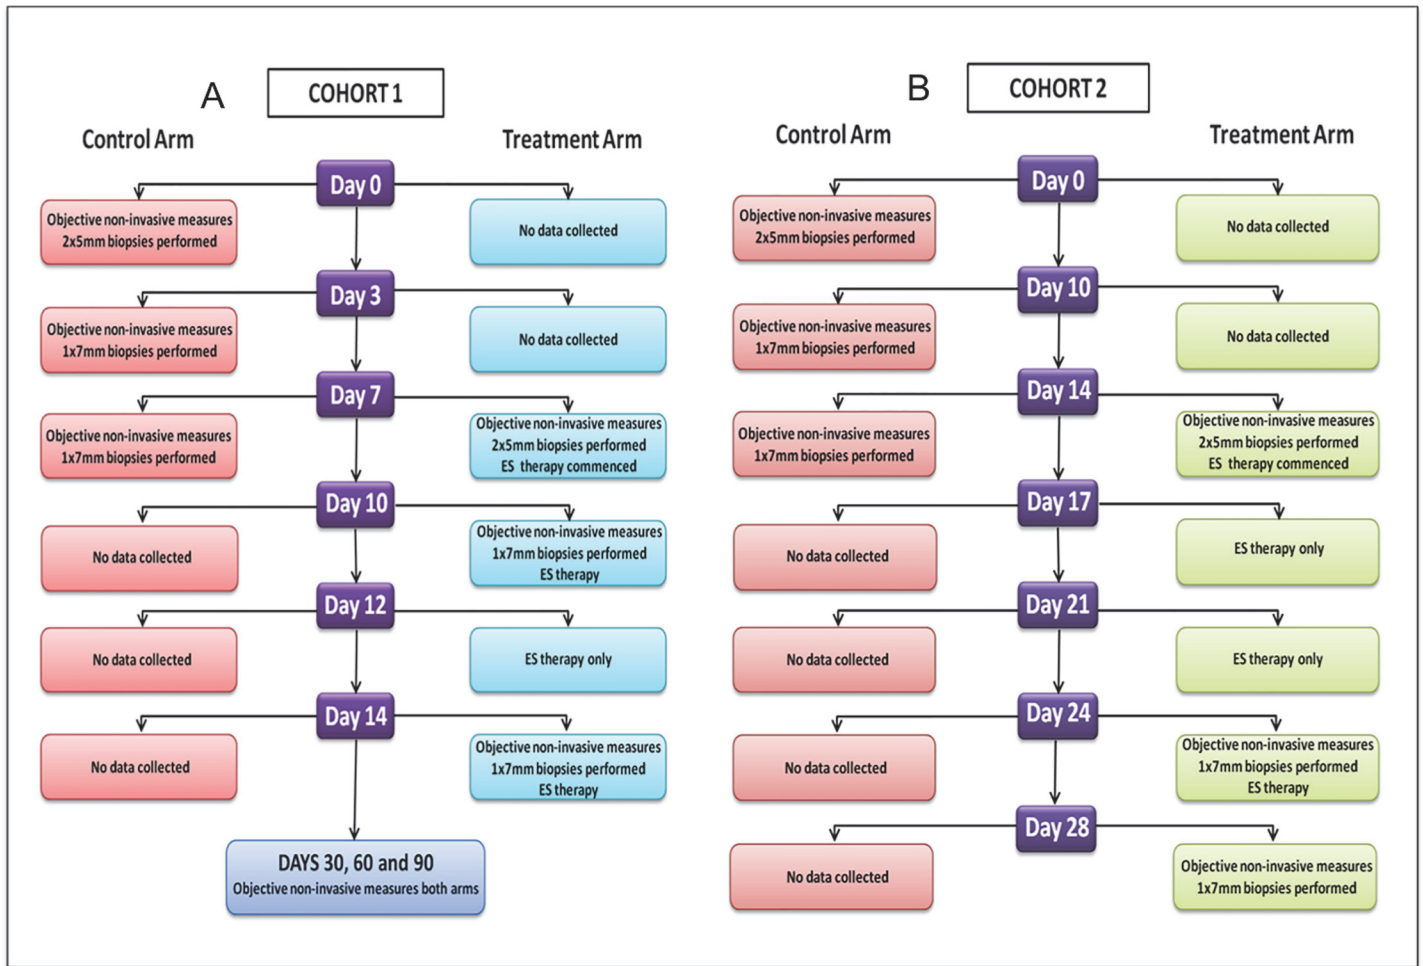 A
COHORT 1
Control Arm
Treatment Arm
Day 0
Objective non-invasive measures
2x5mm biopsies performed
No data collected
Day 3
Objective non-invasive measures
1x7mm biopsies performed
No data collected
Day 7
Objective non-invasive measures
1x7mm biopsies performed
Objective non-invasive measures
2x5mm biopsies performed
ES therapy commenced
Day 10
No data collected
Objective non-invasive measures
1x7mm biopsies performed
ES therapy
Day 12
No data collected
ES therapy only
Day 14
No data collected
Objective non-invasive measures
1x7mm biopsies performed
ES therapy
DAYS 30, 60 and 90
Objective non-invasive measures both arms
B
COHORT 2
Control Arm
Treatment Arm
Day 0
Objective non-invasive measures
2x5mm biopsies performed
No data collected
Day 10
Objective non-invasive measures
1x7mm biopsies performed
No data collected
Day 14
Objective non-invasive measures
1x7mm biopsies performed
Objective non-invasive measures
2x5mm biopsies performed
ES therapy commenced
Day 17
No data collected
ES therapy only
Day 21
No data collected
ES therapy only
Day 24
No data collected
Objective non-invasive measures
1x7mm biopsies performed
ES therapy
Day 28
No data collected
Objective non-invasive measures
1x7mm biopsies performed